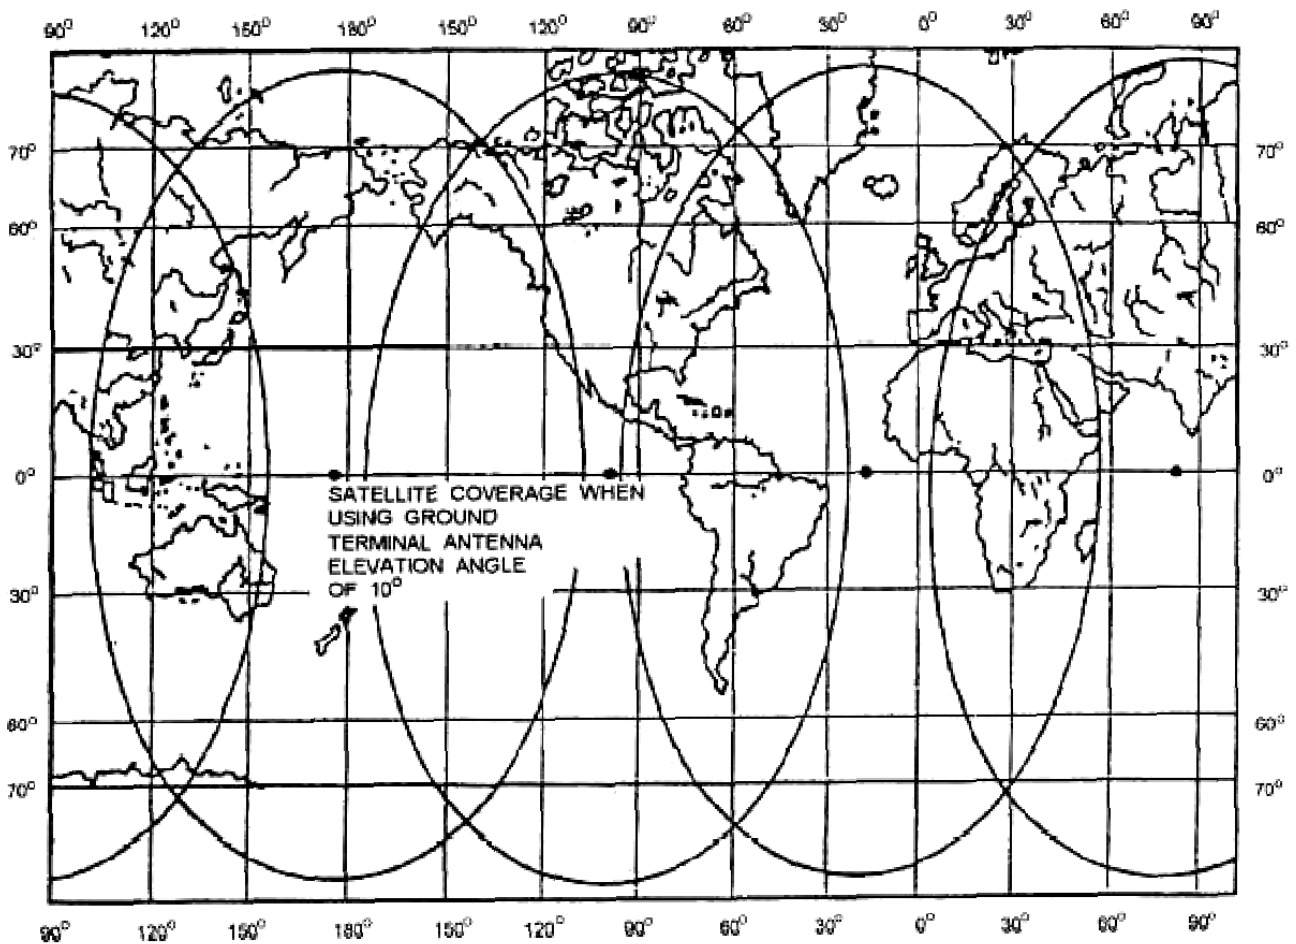 90° 120° 150° 180° 150° 120° 90° 60° 30° 0° 30° 60° 90°
70° 70°
60° 60°
30° 30°
0° 0°
SATELLITE COVERAGE WHEN
USING GROUND
TERMINAL ANTENNA
ELEVATION ANGLE
OF 10°
30° 30°
60° 60°
70° 70°
90° 120° 150° 180° 150° 120° 90° 60° 30° 0° 30° 60° 90°